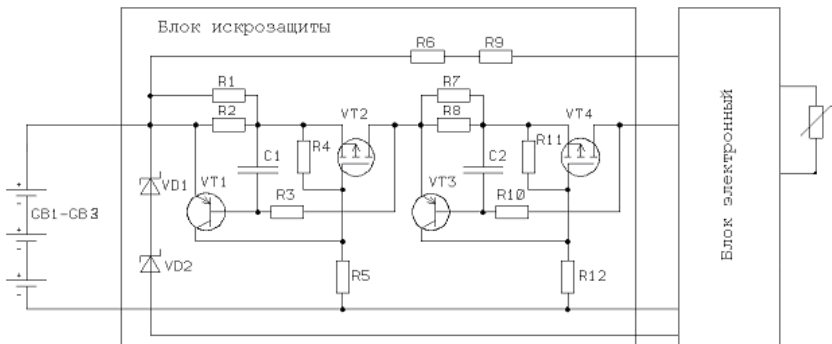 Блок искрозащиты
R6
R9
R1
R7
R2
VT2
R8
VT4
R4
R11
C1
C2
VD1
VT1
R3
VT3
R10
GB1-GB3
VD2
R5
R12
Блок электронный